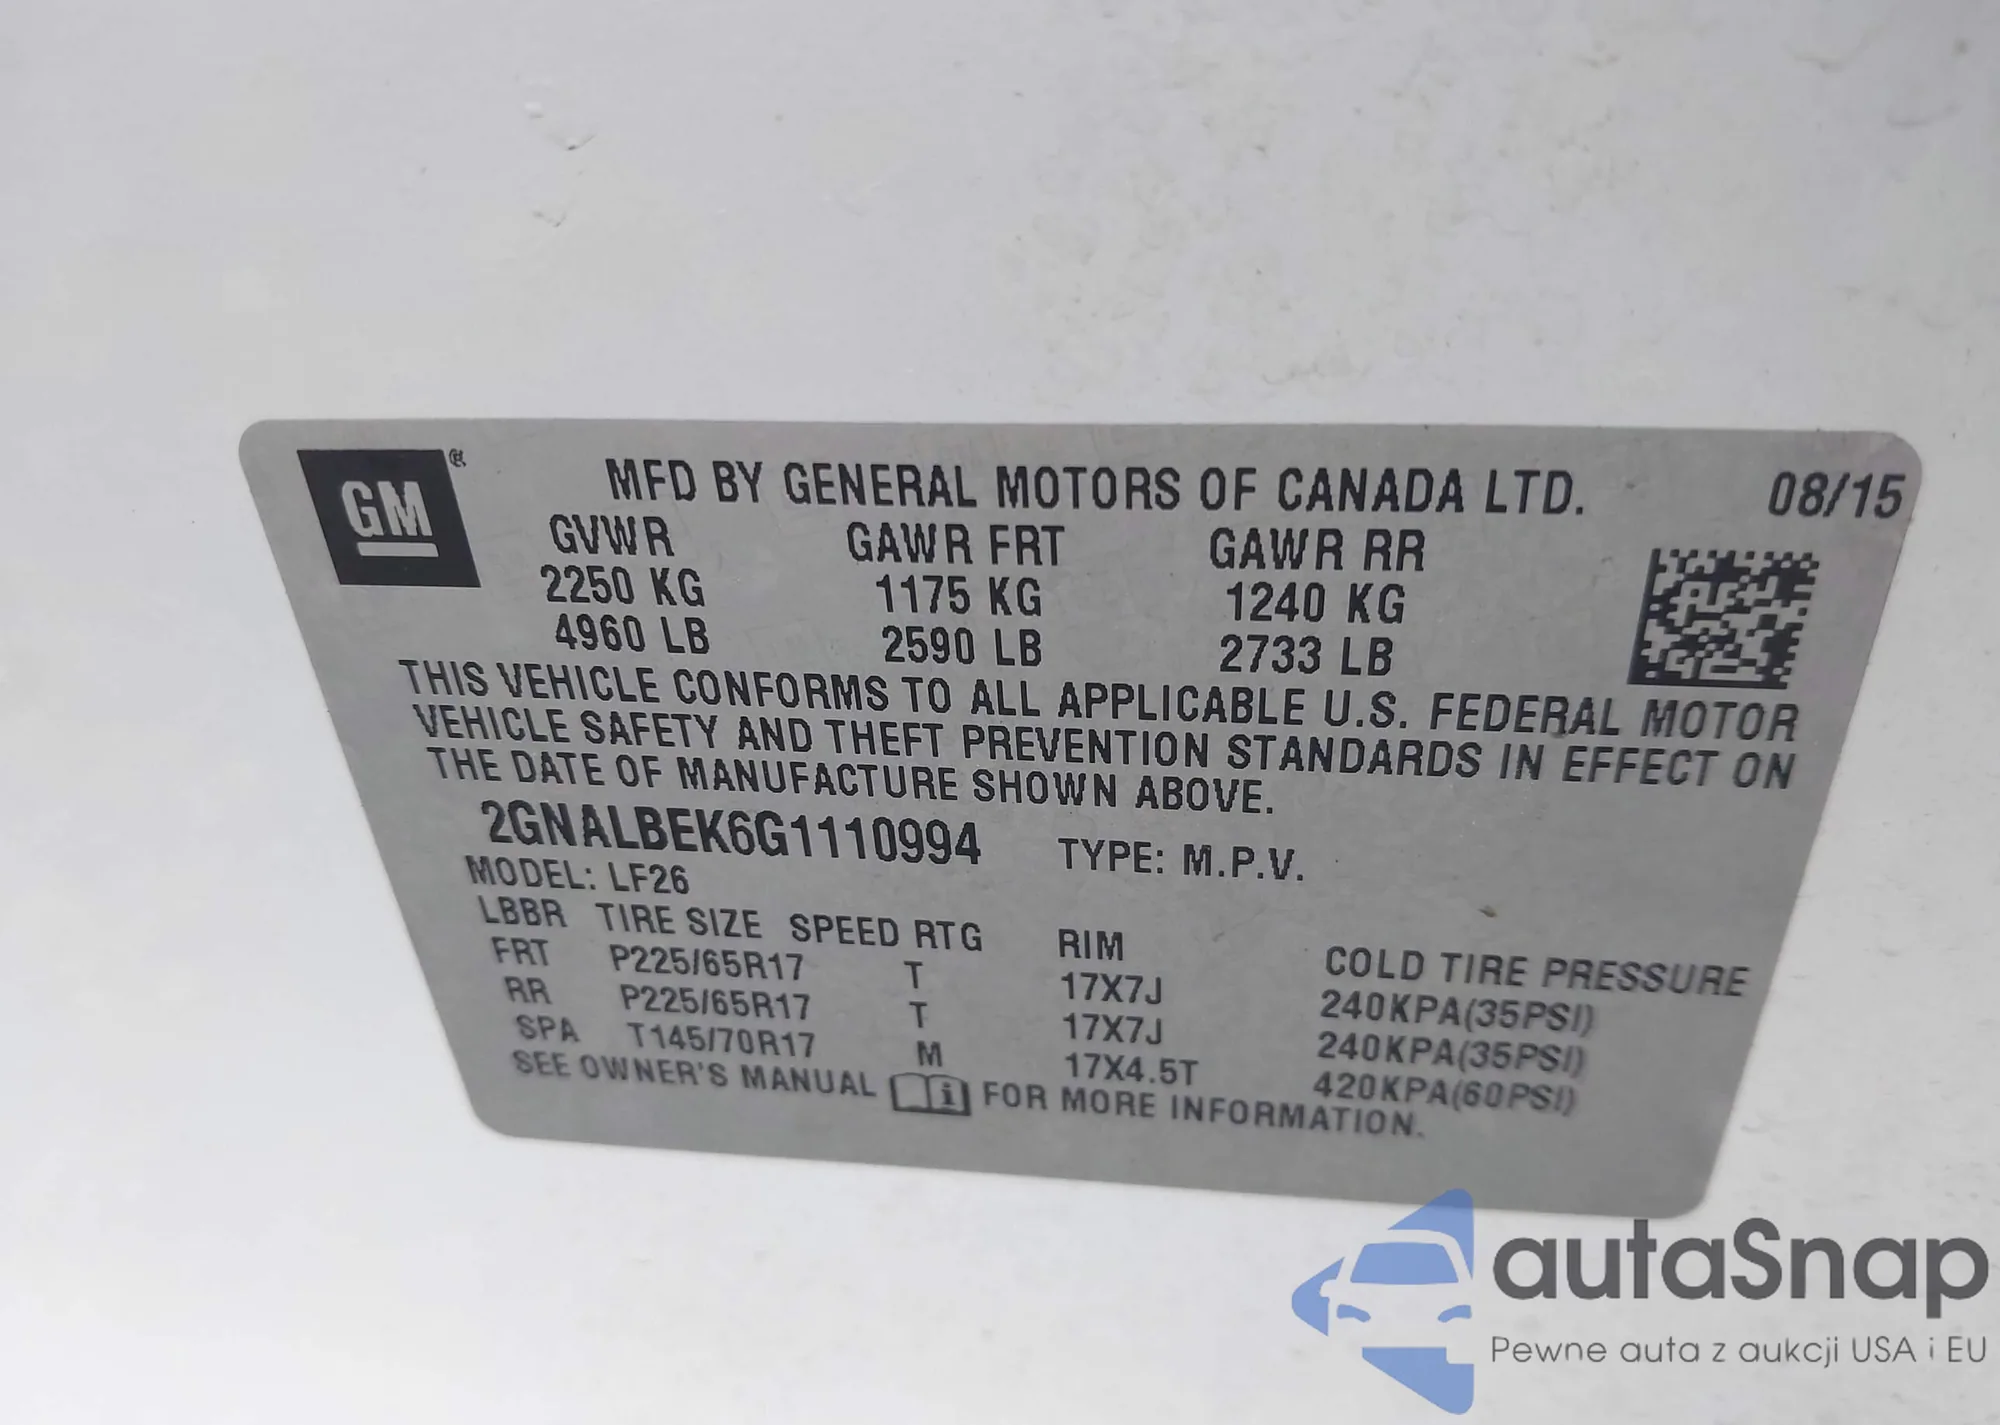 GM®
MFD BY GENERAL MOTORS OF CANADA LTD. 08/15
GVWR GAWR FRT GAWR RR
2250 KG 1175 KG 1240 KG
4960 LB 2590 LB 2733 LB
THIS VEHICLE CONFORMS TO ALL APPLICABLE U.S. FEDERAL MOTOR
VEHICLE SAFETY AND THEFT PREVENTION STANDARDS IN EFFECT ON
THE DATE OF MANUFACTURE SHOWN ABOVE.
2GNALBEK6G1110994 TYPE: M.P.V.
MODEL: LF26
LBBR TIRE SIZE SPEED RTG RIM COLD TIRE PRESSURE
FRT P225/65R17 T 17X7J 240KPA(35PSI)
RR P225/65R17 T 17X7J 240KPA(35PSI)
SPA T145/70R17 M 17X4.5T 420KPA(60PSI)
SEE OWNER'S MANUAL i FOR MORE INFORMATION.
autaSnap
Pewne auta z aukcji USA i EU